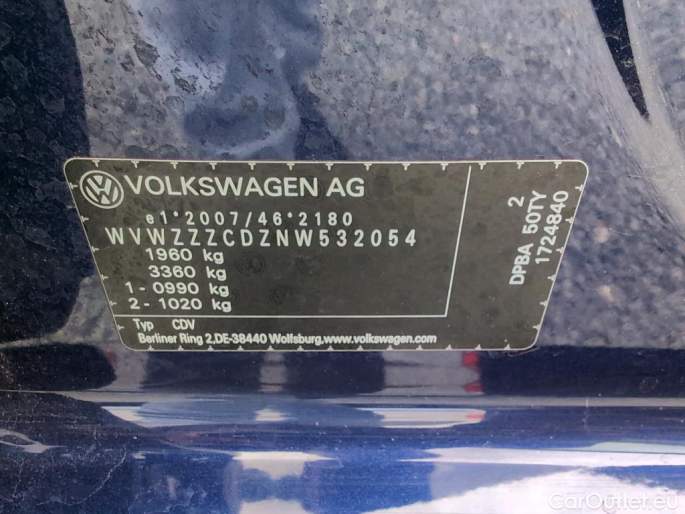 VOLKSWAGEN AG
e1*2007/46*2180
WVWZZZCDZNW532054
1960 kg
3360 kg
1 - 0990 kg
2 - 1020 kg
Typ CDV
Berliner Ring 2,DE-38440 Wolfsburg,www.volkswagen.com
2
DPBA 50TY
1724840
CarOutlet.eu